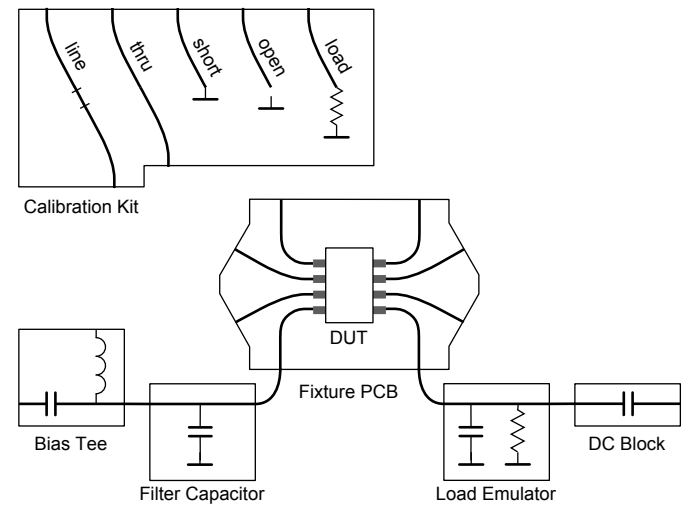 line
thru
short
open
load
Calibration Kit
DUT
Fixture PCB
Bias Tee
Filter Capacitor
Load Emulator
DC Block